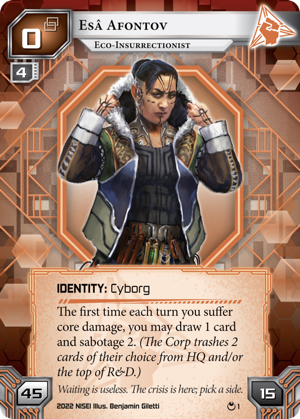 0
Esâ Afontov
Eco-Insurrectionist
4
IDENTITY: Cyborg
The first time each turn you suffer
core damage, you may draw 1 card
and sabotage 2. (The Corp trashes 2
cards of their choice from HQ and/or
the top of R&D.)
Waiting is useless. The crisis is here; pick a side.
45
15
2022 NISEI Illus. Benjamin Giletti
1